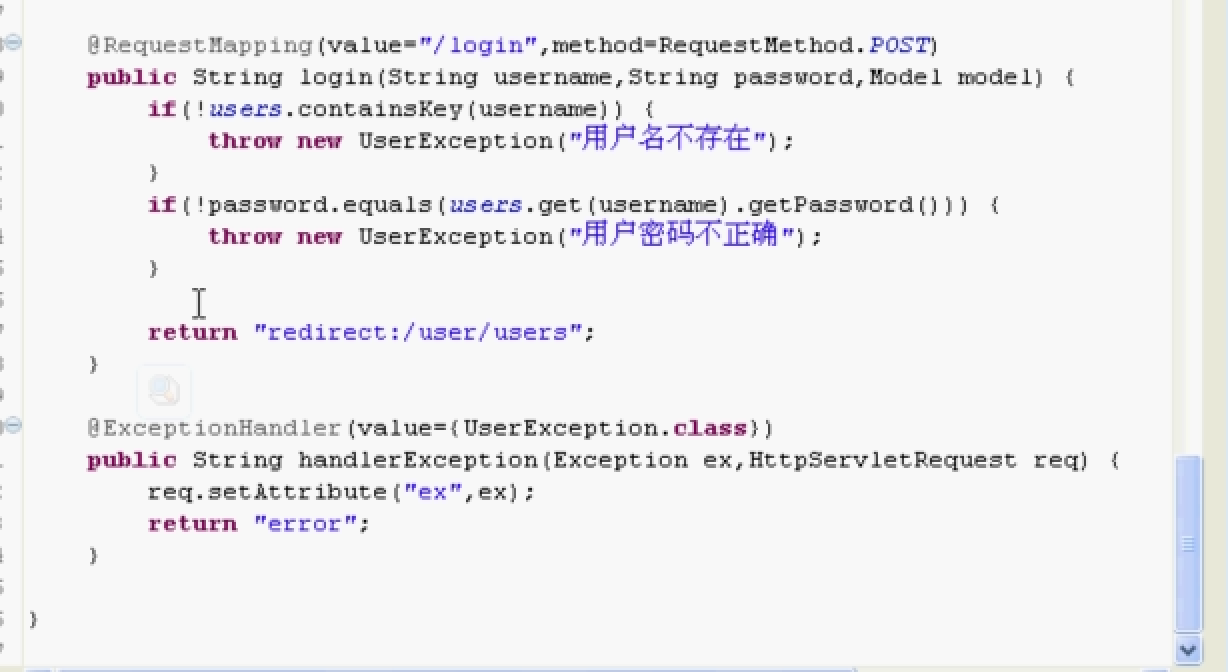 @RequestMapping(value="/login",method=RequestMethod.POST)
public String login(String username,String password,Model model) {
if(!users.containsKey(username)) {
throw new UserException("用户名不存在");
}
if(!password.equals(users.get(username).getPassword())) {
throw new UserException("用户密码不正确");
}
return "redirect:/user/users";
}
@ExceptionHandler(value={UserException.class})
public String handlerException(Exception ex,HttpServletRequest req) {
req.setAttribute("ex",ex);
return "error";
}
}